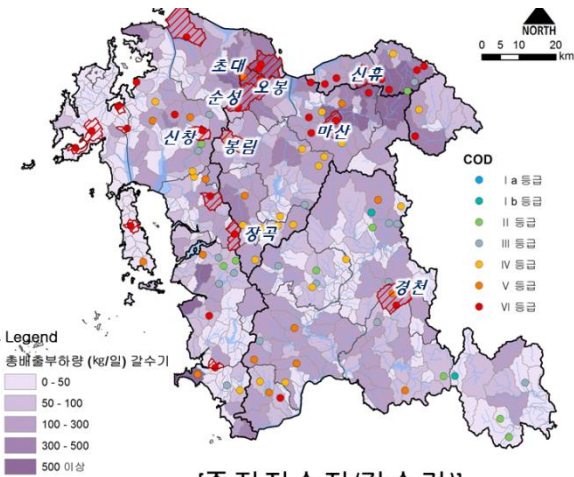 NORTH
0 5 10 20
km
초대
오봉
순성
신휴
마산
신창
봉림
장곡
경천
COD
Ⅰa 등급
Ⅰb 등급
Ⅱ 등급
Ⅲ 등급
Ⅳ 등급
Ⅴ 등급
Ⅵ 등급
Legend
총배출부하량 (kg/일) 갈수기
0 - 50
50 - 100
100 - 300
300 - 500
500 이상